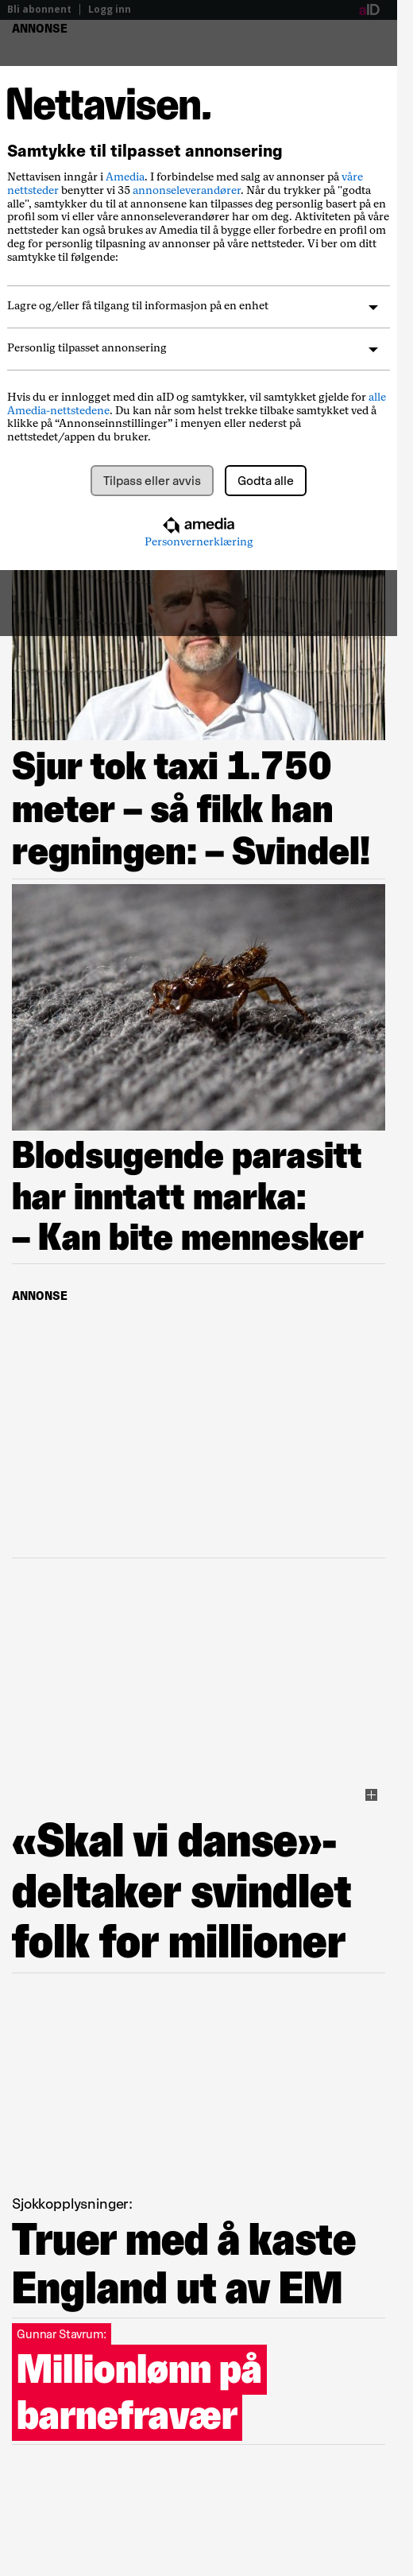 Bli abonnent
Logg inn
aID
ANNONSE
Nettavisen.
Samtykke til tilpasset annonsering
Nettavisen inngår i Amedia. I forbindelse med salg av annonser på våre
nettsteder benytter vi 35 annonseleverandører. Når du trykker på "godta
alle", samtykker du til at annonsene kan tilpasses deg personlig basert på en
profil som vi eller våre annonseleverandører har om deg. Aktiviteten på våre
nettsteder kan også brukes av Amedia til å bygge eller forbedre en profil om
deg for personlig tilpasning av annonser på våre nettsteder. Vi ber om ditt
samtykke til følgende:
Lagre og/eller få tilgang til informasjon på en enhet
Personlig tilpasset annonsering
Hvis du er innlogget med din aID og samtykker, vil samtykket gjelde for alle
Amedia-nettstedene. Du kan når som helst trekke tilbake samtykket ved å
klikke på “Annonseinnstillinger” i menyen eller nederst på
nettstedet/appen du bruker.
Tilpass eller avvis
Godta alle
amedia
Personvernerklæring
Sjur tok taxi 1.750
meter – så fikk han
regningen: – Svindel!
Blodsugende parasitt
har inntatt marka:
– Kan bite mennesker
ANNONSE
«Skal vi danse»-
deltaker svindlet
folk for millioner
Sjokkopplysninger:
Truer med å kaste
England ut av EM
Gunnar Stavrum:
Millionlønn på
barnefravær